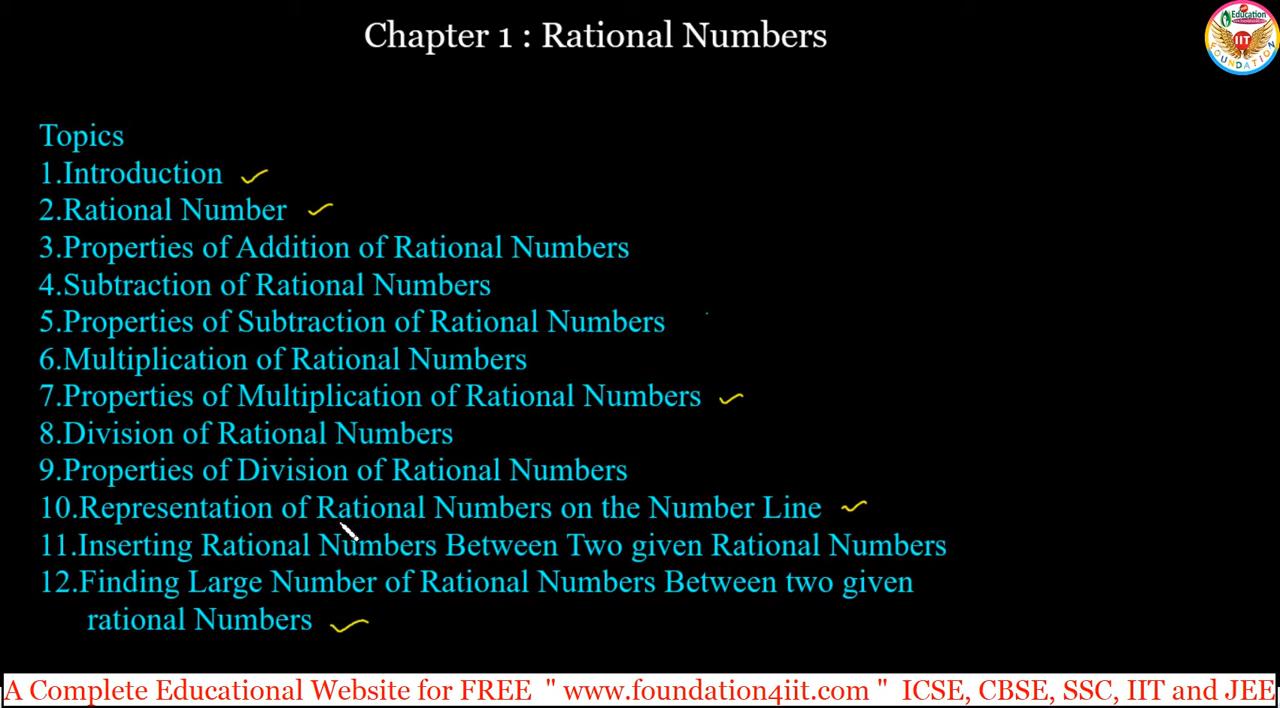 Chapter 1 : Rational Numbers
Education
IIT
FOUNDATION
Topics
1.Introduction
2.Rational Number
3.Properties of Addition of Rational Numbers
4.Subtraction of Rational Numbers
5.Properties of Subtraction of Rational Numbers
6.Multiplication of Rational Numbers
7.Properties of Multiplication of Rational Numbers
8.Division of Rational Numbers
9.Properties of Division of Rational Numbers
10.Representation of Rational Numbers on the Number Line
11.Inserting Rational Numbers Between Two given Rational Numbers
12.Finding Large Number of Rational Numbers Between two given
rational Numbers
A Complete Educational Website for FREE " www.foundation4iit.com " ICSE, CBSE, SSC, IIT and JEE